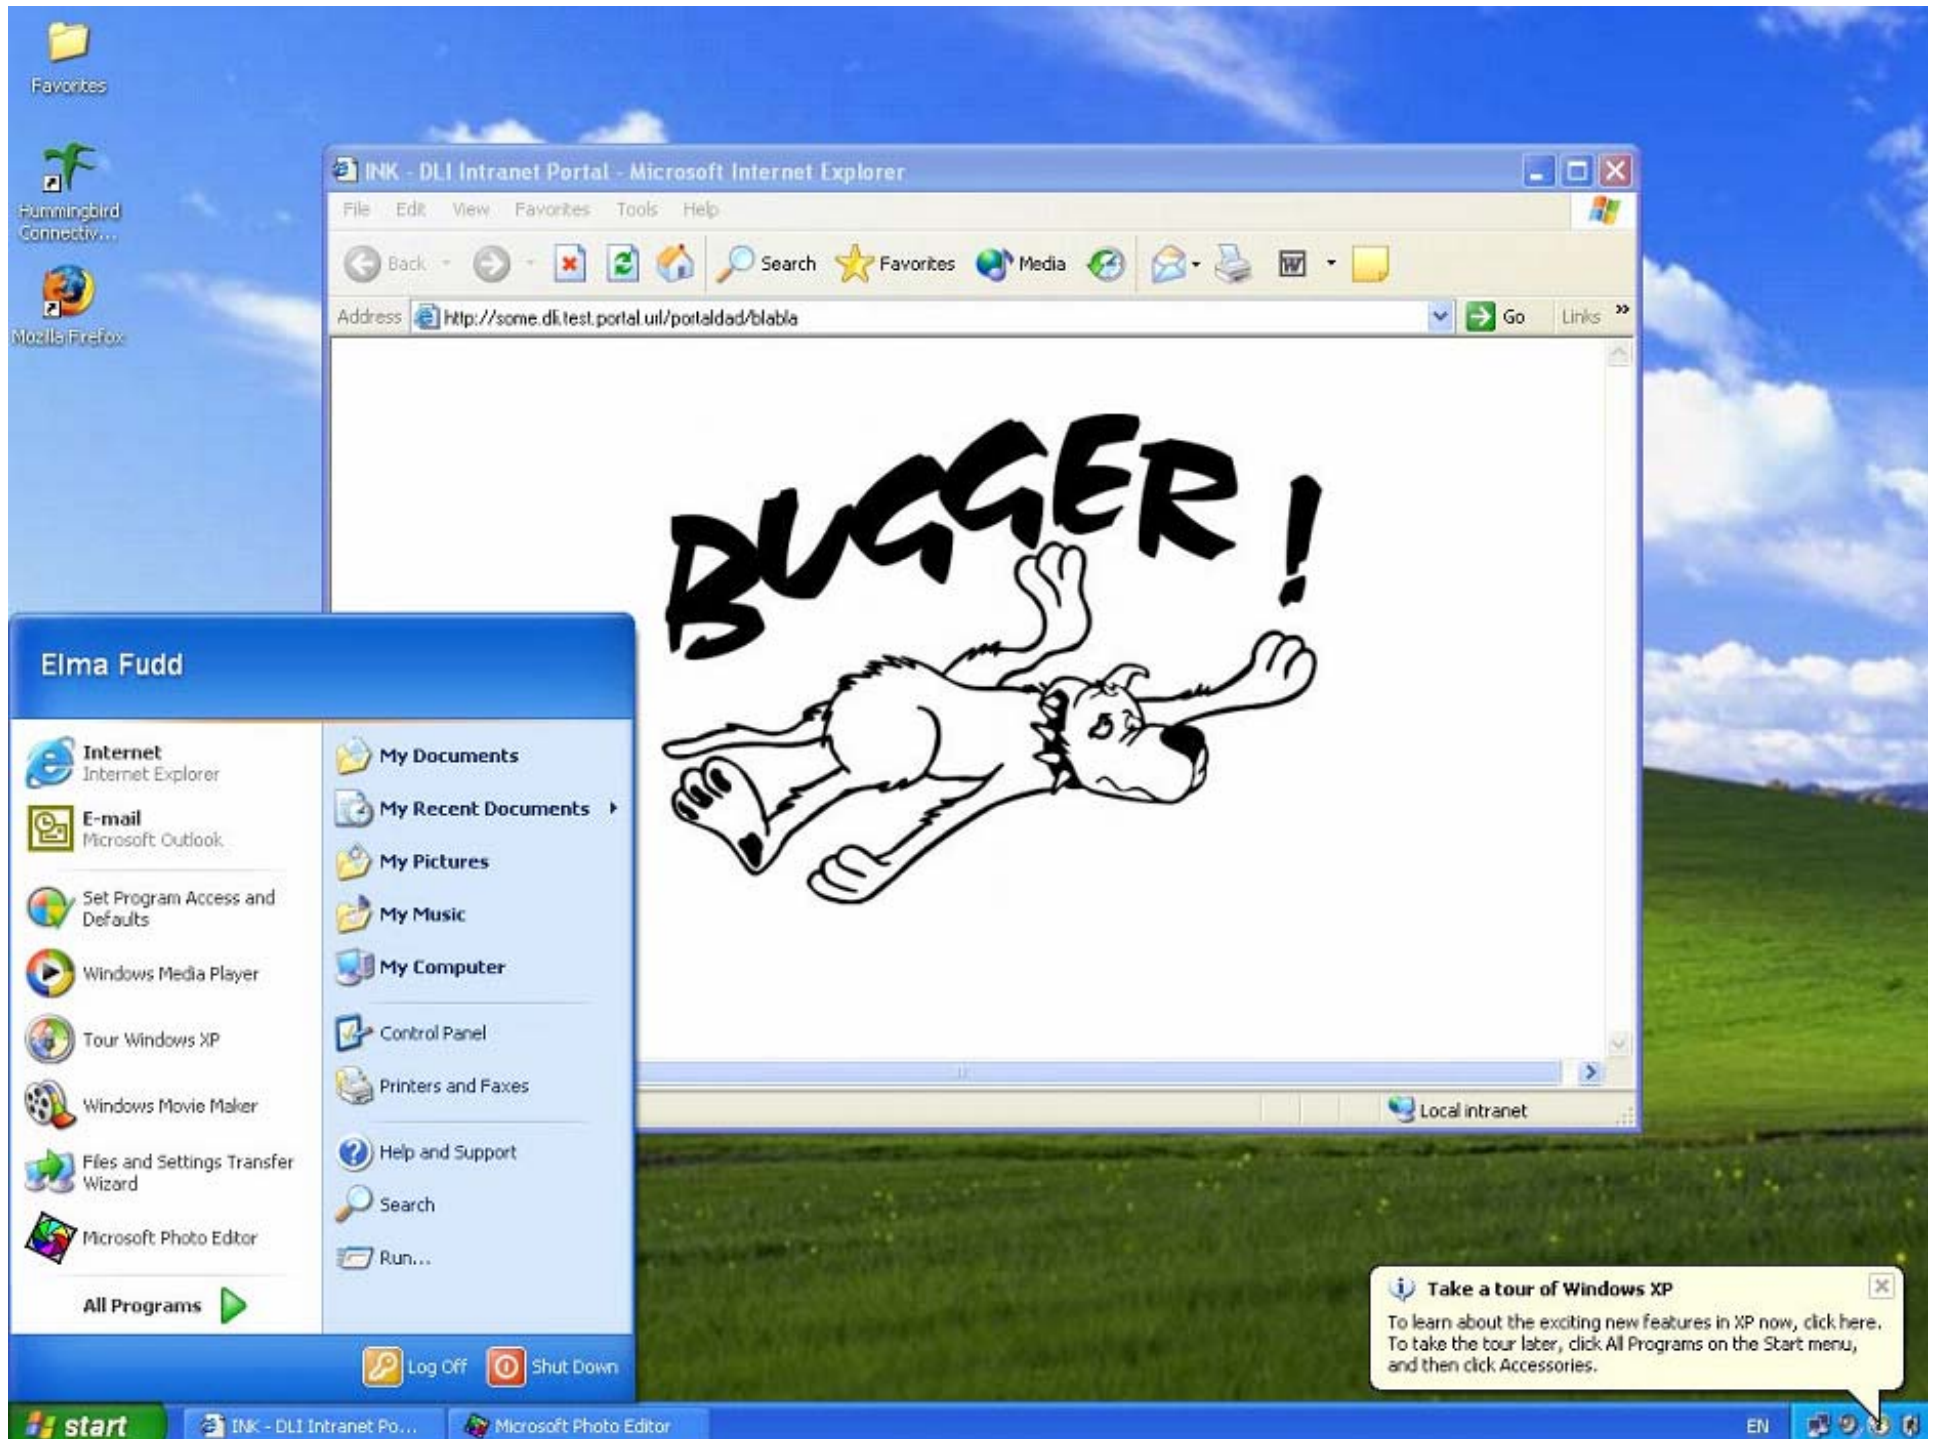 Favorites
Hummingbird
Connectiv...
Mozilla Firefox
INK - DLI Intranet Portal - Microsoft Internet Explorer
File Edit View Favorites Tools Help
Back Search Favorites Media
Address http://some.dli.test.portal.url/portaldad/blabla Go Links »
BUGGER!
Elma Fudd
Internet
Internet Explorer
E-mail
Microsoft Outlook
Set Program Access and
Defaults
Windows Media Player
Tour Windows XP
Windows Movie Maker
Files and Settings Transfer
Wizard
Microsoft Photo Editor
All Programs
My Documents
My Recent Documents
My Pictures
My Music
My Computer
Control Panel
Printers and Faxes
Help and Support
Search
Run...
Log Off Shut Down
Local intranet
Take a tour of Windows XP
To learn about the exciting new features in XP now, click here.
To take the tour later, click All Programs on the Start menu,
and then click Accessories.
start INK - DLI Intranet Po... Microsoft Photo Editor EN